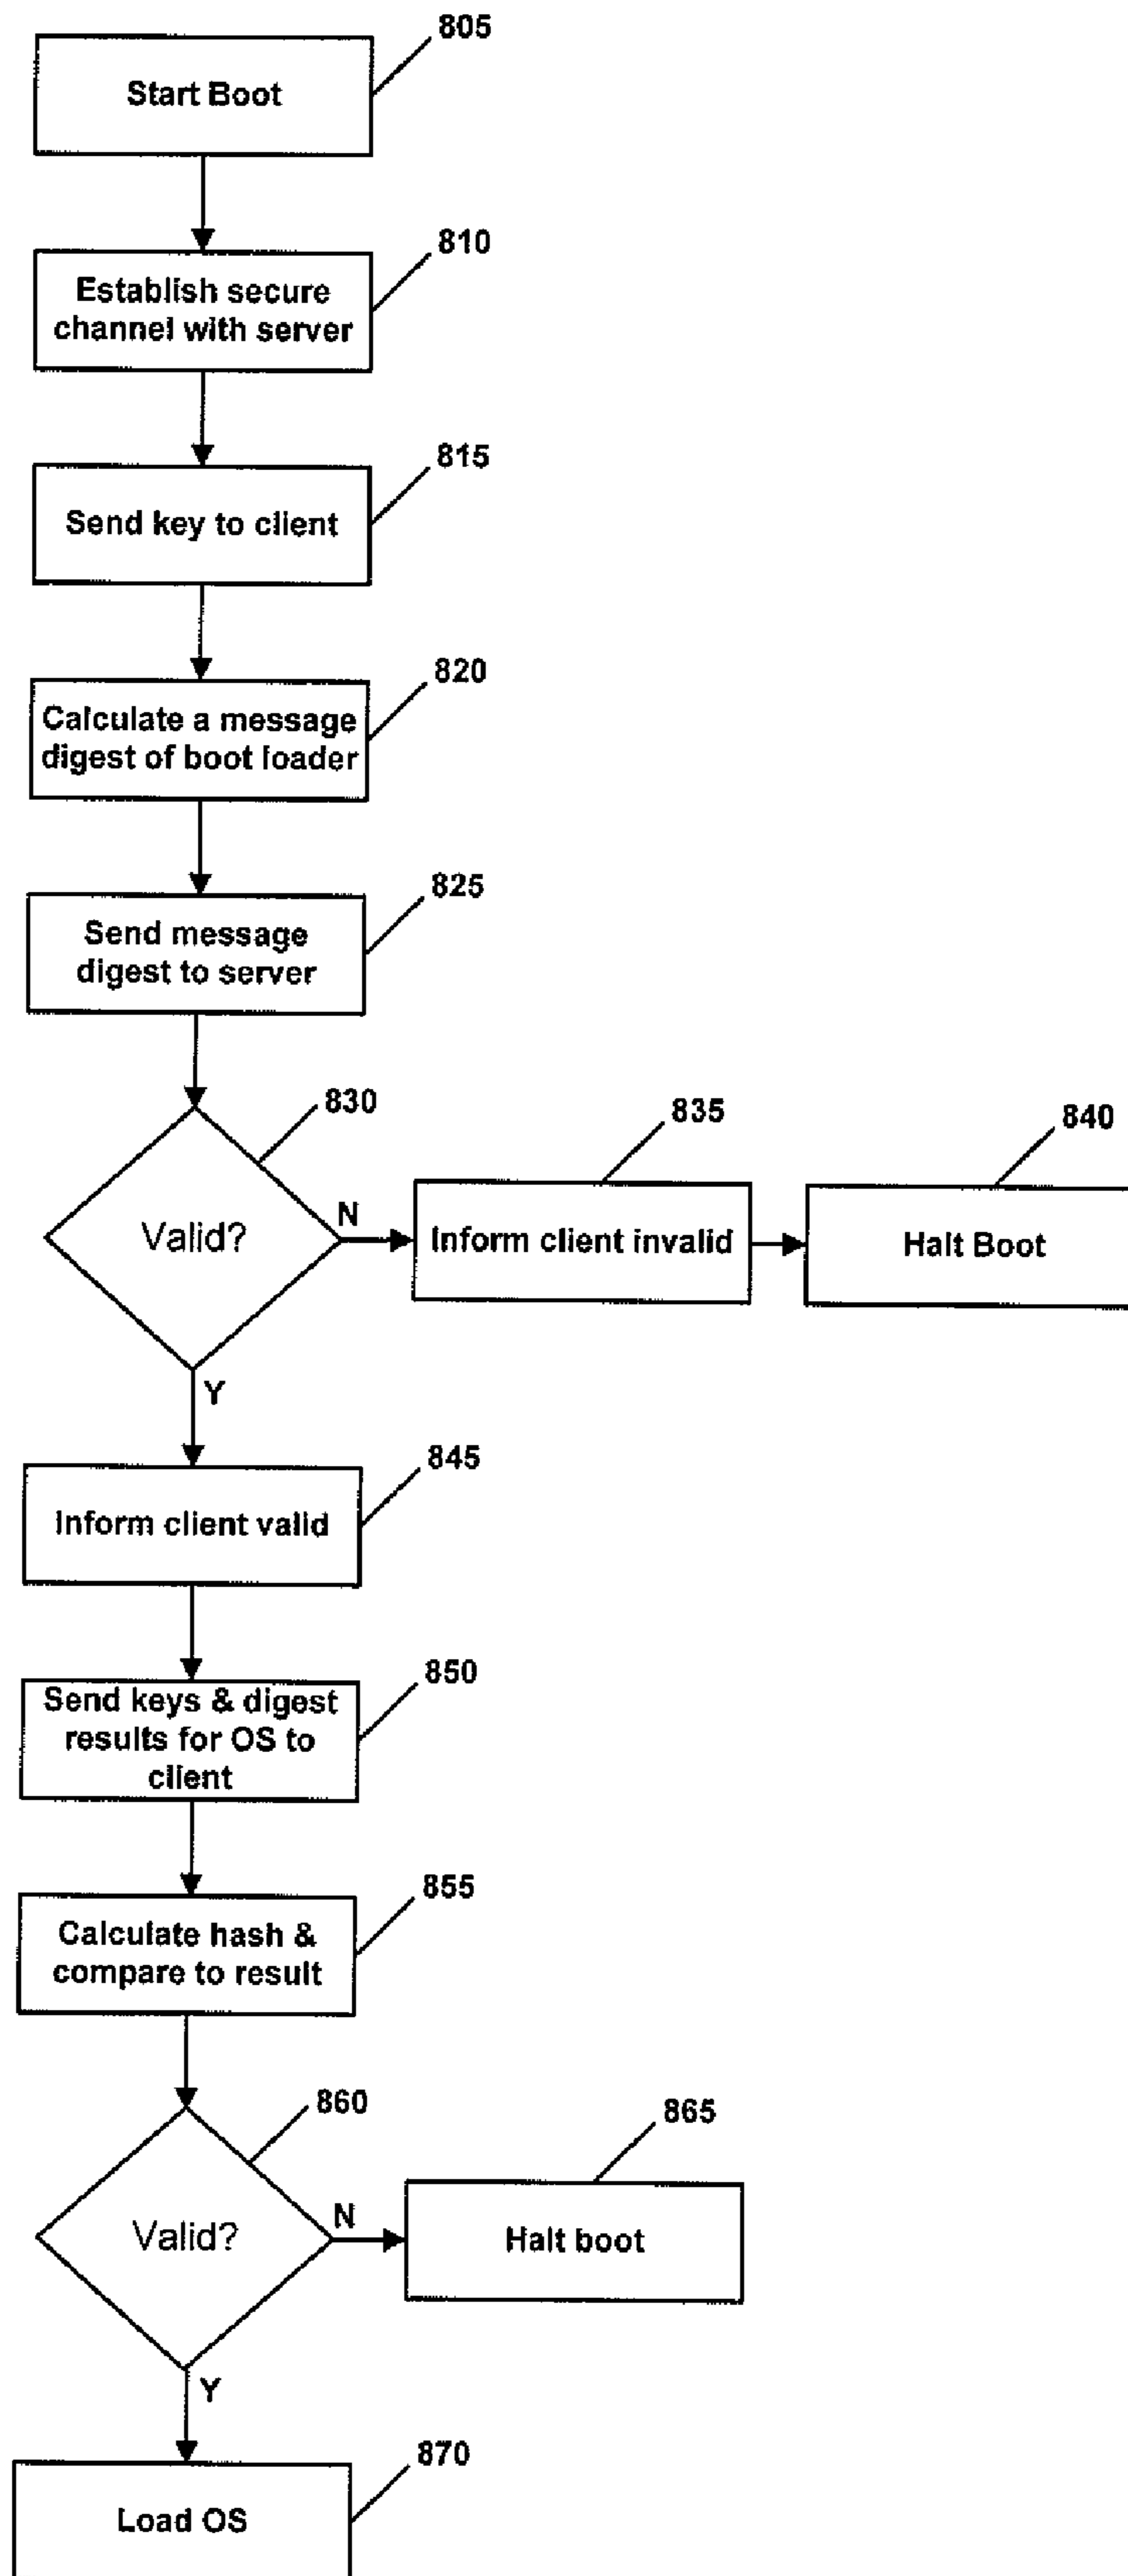 805
Start Boot
810
Establish secure
channel with server
815
Send key to client
820
Calculate a message
digest of boot loader
825
Send message
digest to server
830
Valid?
N
835
Inform client invalid
840
Halt Boot
Y
845
Inform client valid
850
Send keys & digest
results for OS to
client
855
Calculate hash &
compare to result
860
Valid?
N
865
Halt boot
Y
870
Load OS